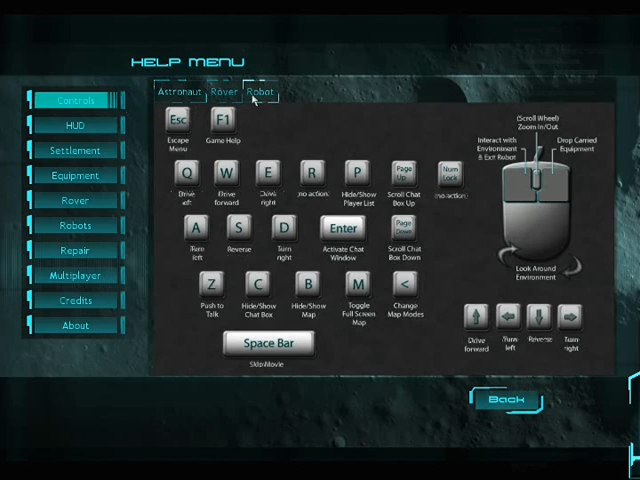 HELP MENU
Controls
HUD
Settlement
Equipment
Rover
Robots
Repair
Multiplayer
Credits
About
Astronaut Rover Robot
Esc F1
Escape Menu
Game Help
Q W E R P Page Up Num Lock
Drive left
Drive forward
Drive right
(no action)
Hide/Show Player List
Scroll Chat Box Up
(no action)
A S D Enter Page Down
Turn left
Reverse
Turn right
Activate Chat Window
Scroll Chat Box Down
Z C B M <
Push to Talk
Hide/Show Chat Box
Hide/Show Map
Toggle Full Screen Map
Change Map Modes
Space Bar
Skip Movie
(Scroll Wheel)
Zoom In/Out
Interact with Environment & Exit Robot
Drop Carried Equipment
Look Around Environment
Drive forward
Turn left
Reverse
Turn right
Back